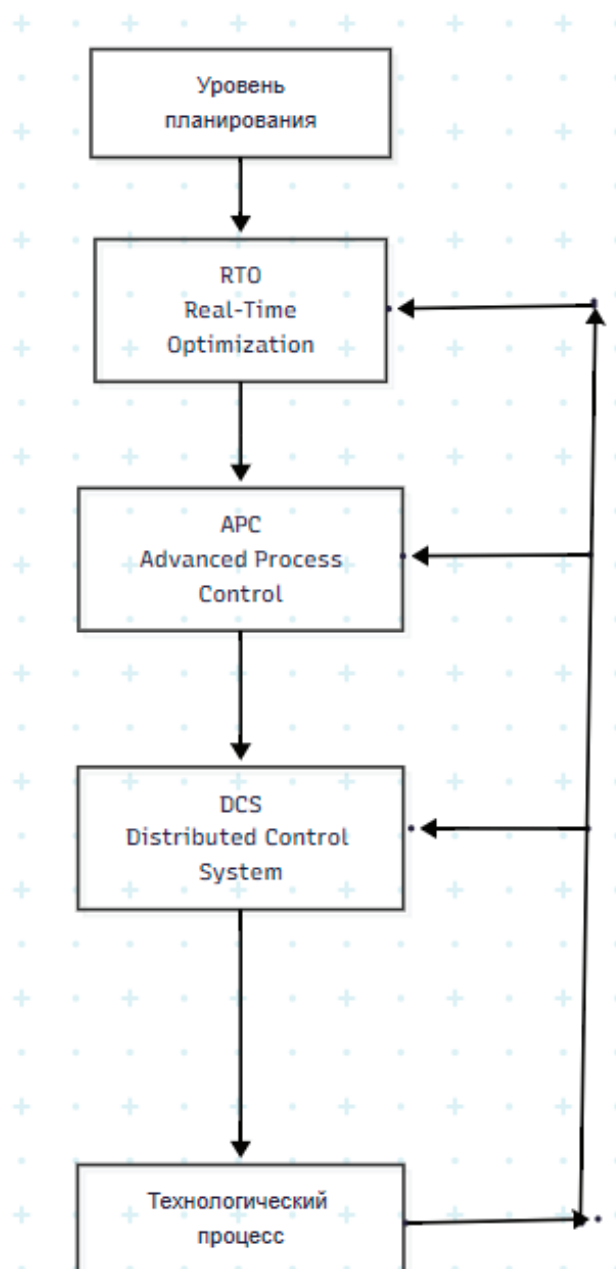 Уровень
планирования
RTO
Real-Time
Optimization
APC
Advanced Process
Control
DCS
Distributed Control
System
Технологический
процесс